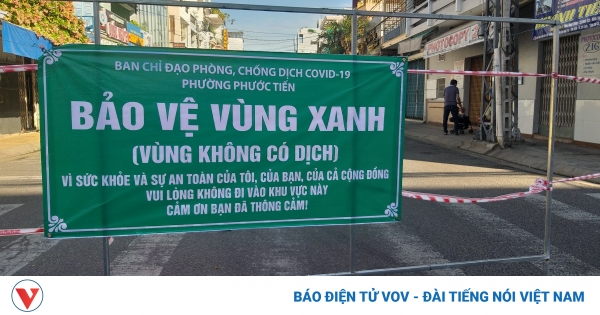 BAN CHỈ ĐẠO PHÒNG, CHỐNG DỊCH COVID-19
PHƯỜNG PHƯỚC TIẾN
BẢO VỆ VÙNG XANH
(VÙNG KHÔNG CÓ DỊCH)
VÌ SỨC KHỎE VÀ SỰ AN TOÀN CỦA TÔI, CỦA BẠN, CỦA CẢ CỘNG ĐỒNG
VUI LÒNG KHÔNG ĐI VÀO KHU VỰC NÀY
CẢM ƠN BẠN ĐÃ THÔNG CẢM!
PHOTOCOPY
BÁO ĐIỆN TỬ VOV - ĐÀI TIẾNG NÓI VIỆT NAM